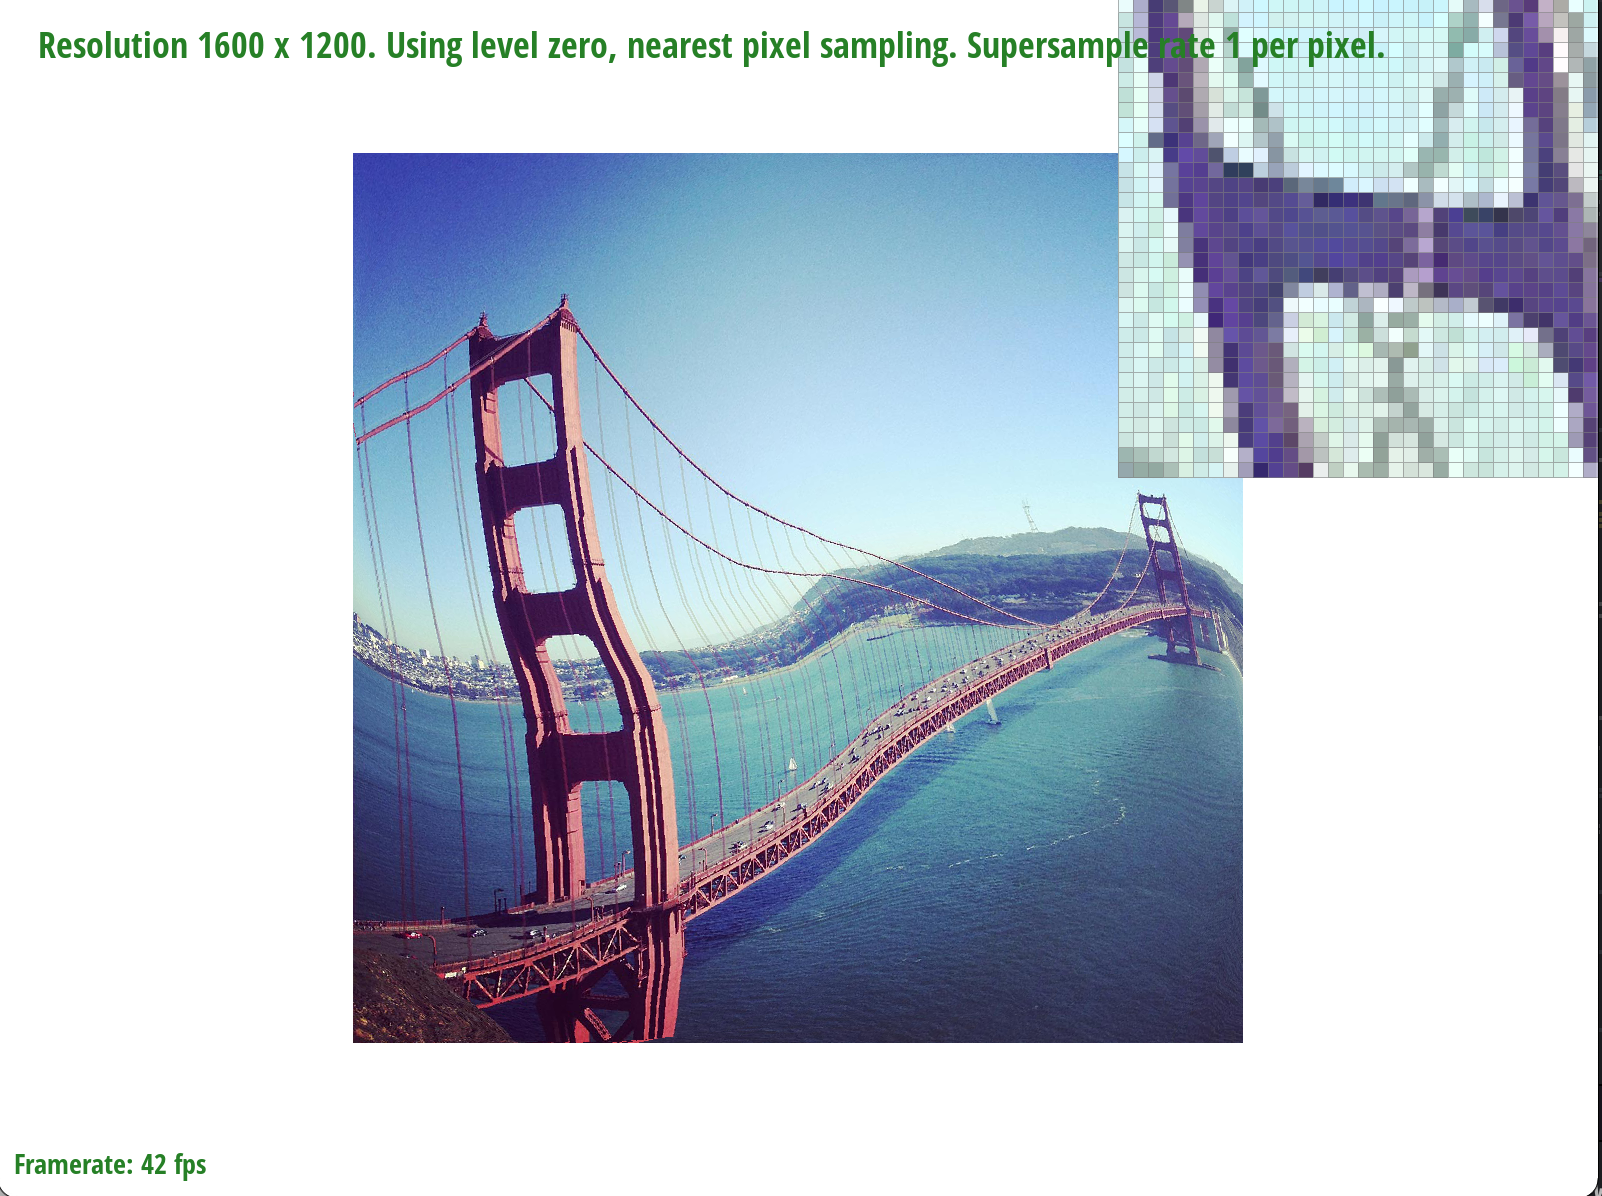 Resolution 1600 x 1200. Using level zero, nearest pixel sampling. Supersample rate 1 per pixel.
Framerate: 42 fps